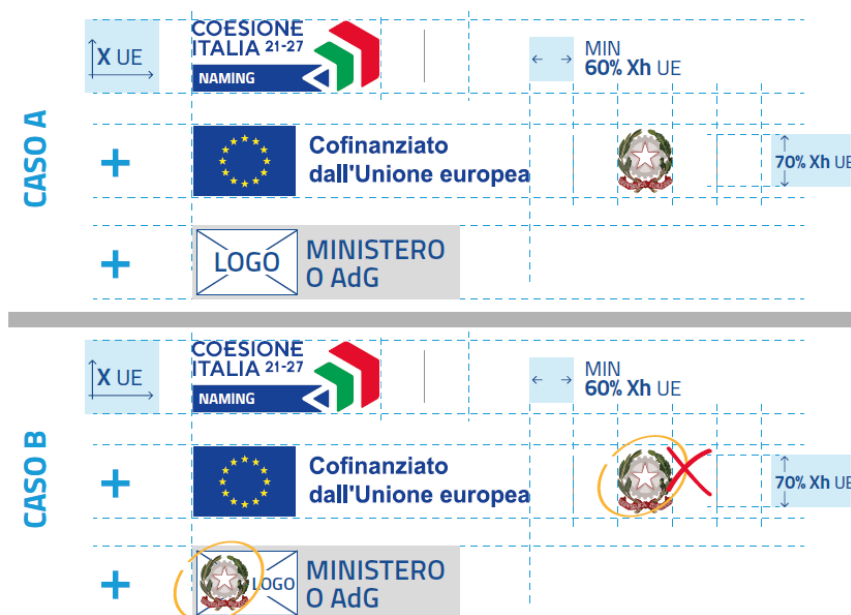 CASO A
X UE
COESIONE
ITALIA 21-27
NAMING
MIN
60% Xh UE
+
Cofinanziato
dall'Unione europea
70% Xh UE
+
LOGO
MINISTERO
O AdG
CASO B
X UE
COESIONE
ITALIA 21-27
NAMING
MIN
60% Xh UE
+
Cofinanziato
dall'Unione europea
70% Xh UE
+
LOGO
MINISTERO
O AdG